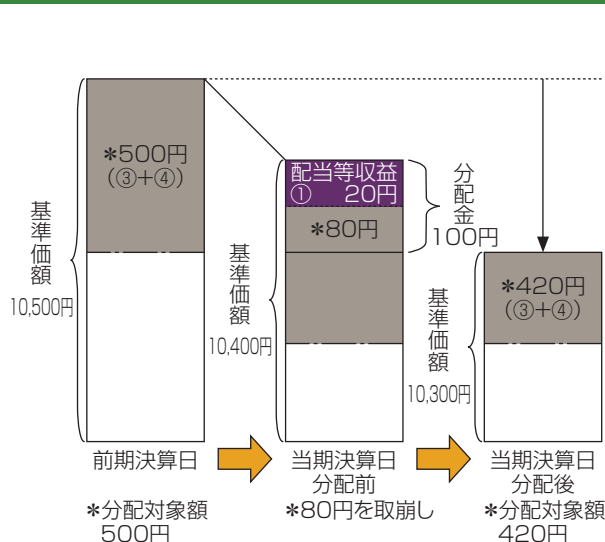 *500円
(③+④)
基準価額
10,500円
前期決算日
*分配対象額
500円
配当等収益
① 20円
*80円
分配金
100円
基準価額
10,400円
当期決算日
分配前
*80円を取崩し
*420円
(③+④)
基準価額
10,300円
当期決算日
分配後
*分配対象額
420円